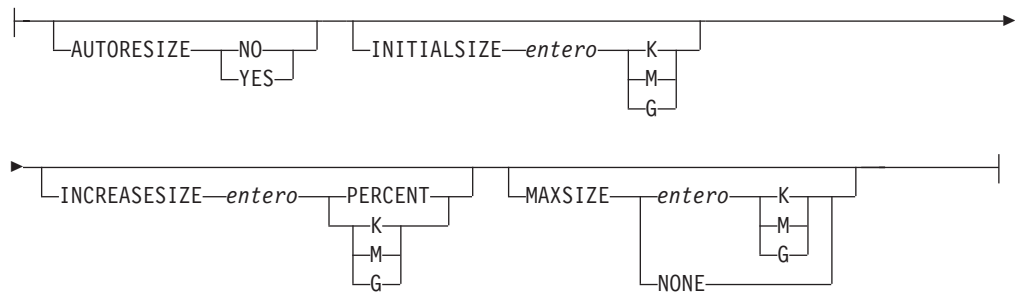 AUTORESIZE NO INITIALSIZE entero K
YES M
G
INCREASESIZE entero PERCENT MAXSIZE entero K
K M
M G
G NONE